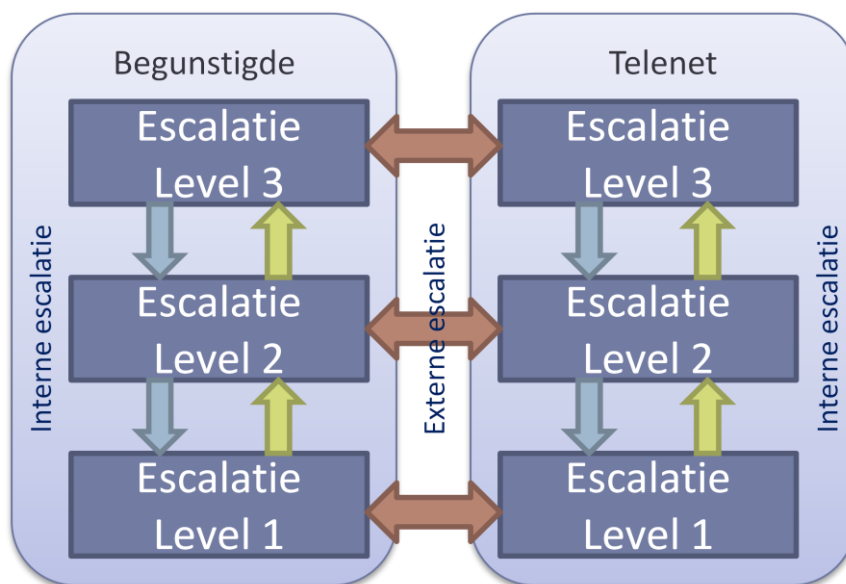 Begunstigde
Escalatie
Level 3
Escalatie
Level 2
Escalatie
Level 1
Interne escalatie
Externe escalatie
Telenet
Escalatie
Level 3
Escalatie
Level 2
Escalatie
Level 1
Interne escalatie